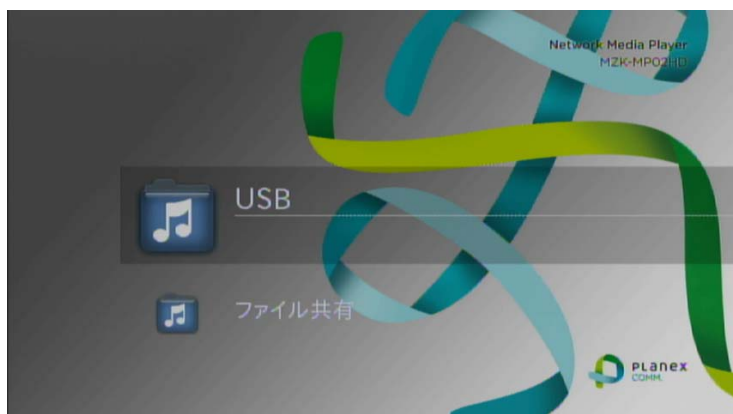 Network Media Player
MZK-MP02HD
USB
ファイル共有
PLanex
COMM.